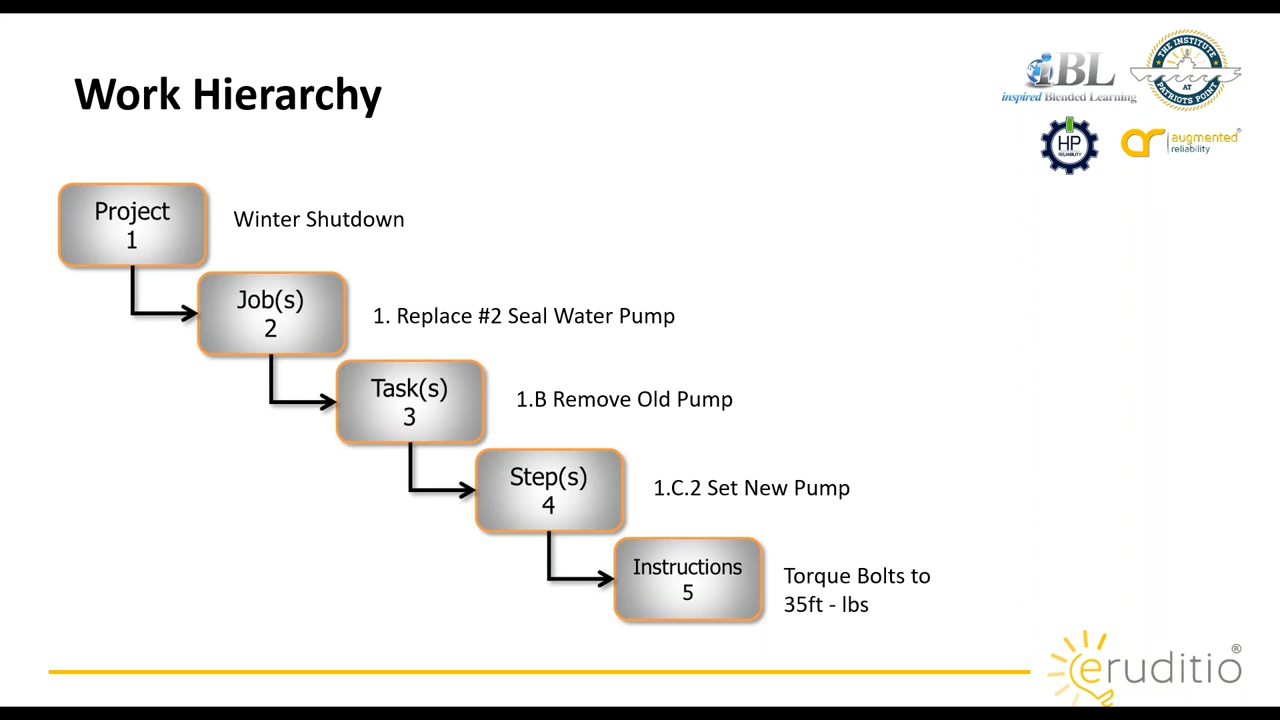 Work Hierarchy
iBL
inspired Blended Learning
THE INSTITUTE
AT
PATRIOTS POINT
HP
RELIABILITY
ar augmented®
reliability
Project
1
Winter Shutdown
Job(s)
2
1. Replace #2 Seal Water Pump
Task(s)
3
1.B Remove Old Pump
Step(s)
4
1.C.2 Set New Pump
Instructions
5
Torque Bolts to
35ft - lbs
eruditio®